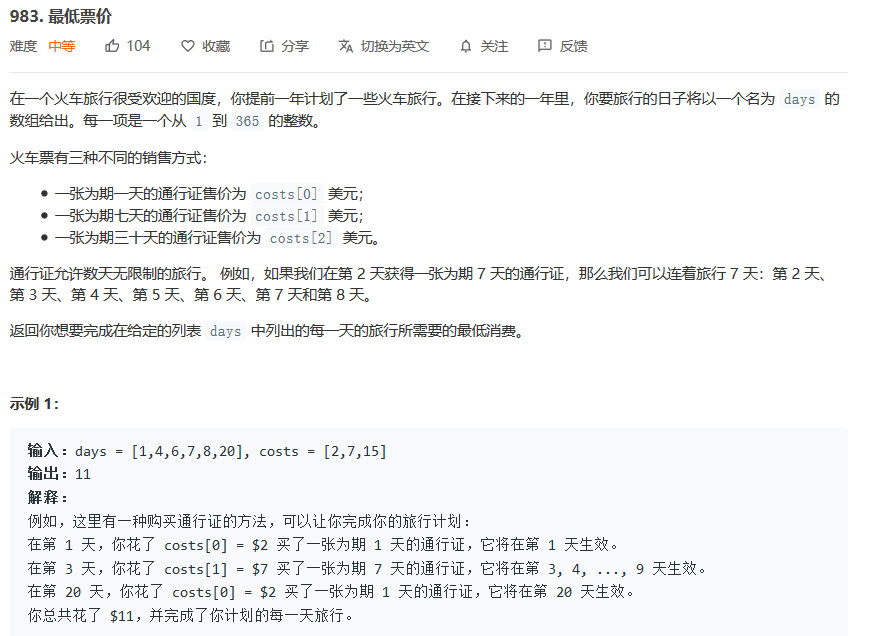 983. 最低票价
难度 中等 104 收藏 分享 切换为英文 关注 反馈
在一个火车旅行很受欢迎的国度，你提前一年计划了一些火车旅行。在接下来的一年里，你要旅行的日子将以一个名为 days 的
数组给出。每一项是一个从 1 到 365 的整数。
火车票有三种不同的销售方式：
• 一张为期一天的通行证售价为 costs[0] 美元；
• 一张为期七天的通行证售价为 costs[1] 美元；
• 一张为期三十天的通行证售价为 costs[2] 美元。
通行证允许数天无限制的旅行。 例如，如果我们在第 2 天获得一张为期 7 天的通行证，那么我们可以连着旅行 7 天：第 2 天、
第 3 天、第 4 天、第 5 天、第 6 天、第 7 天和第 8 天。
返回你想要完成在给定的列表 days 中列出的每一天的旅行所需要的最低消费。
示例 1：
输入：days = [1,4,6,7,8,20], costs = [2,7,15]
输出：11
解释：
例如，这里有一种购买通行证的方法，可以让你完成你的旅行计划：
在第 1 天，你花了 costs[0] = $2 买了一张为期 1 天的通行证，它将在第 1 天生效。
在第 3 天，你花了 costs[1] = $7 买了一张为期 7 天的通行证，它将在第 3, 4, ..., 9 天生效。
在第 20 天，你花了 costs[0] = $2 买了一张为期 1 天的通行证，它将在第 20 天生效。
你总共花了 $11，并完成了你计划的每一天旅行。